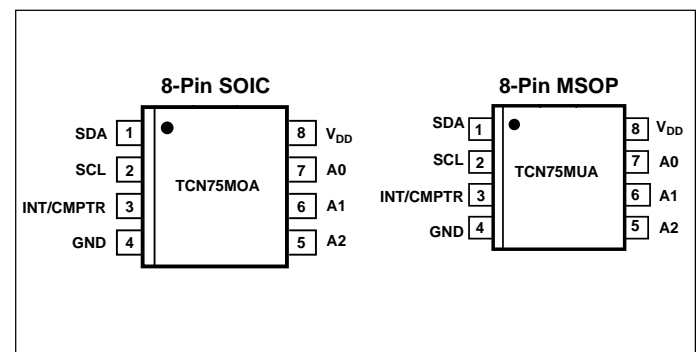 8-Pin SOIC
SDA 1 8 VDD
SCL 2 7 A0
TCN75MOA
INT/CMPTR 3 6 A1
GND 4 5 A2
8-Pin MSOP
SDA 1 8 VDD
SCL 2 7 A0
TCN75MUA
INT/CMPTR 3 6 A1
GND 4 5 A2